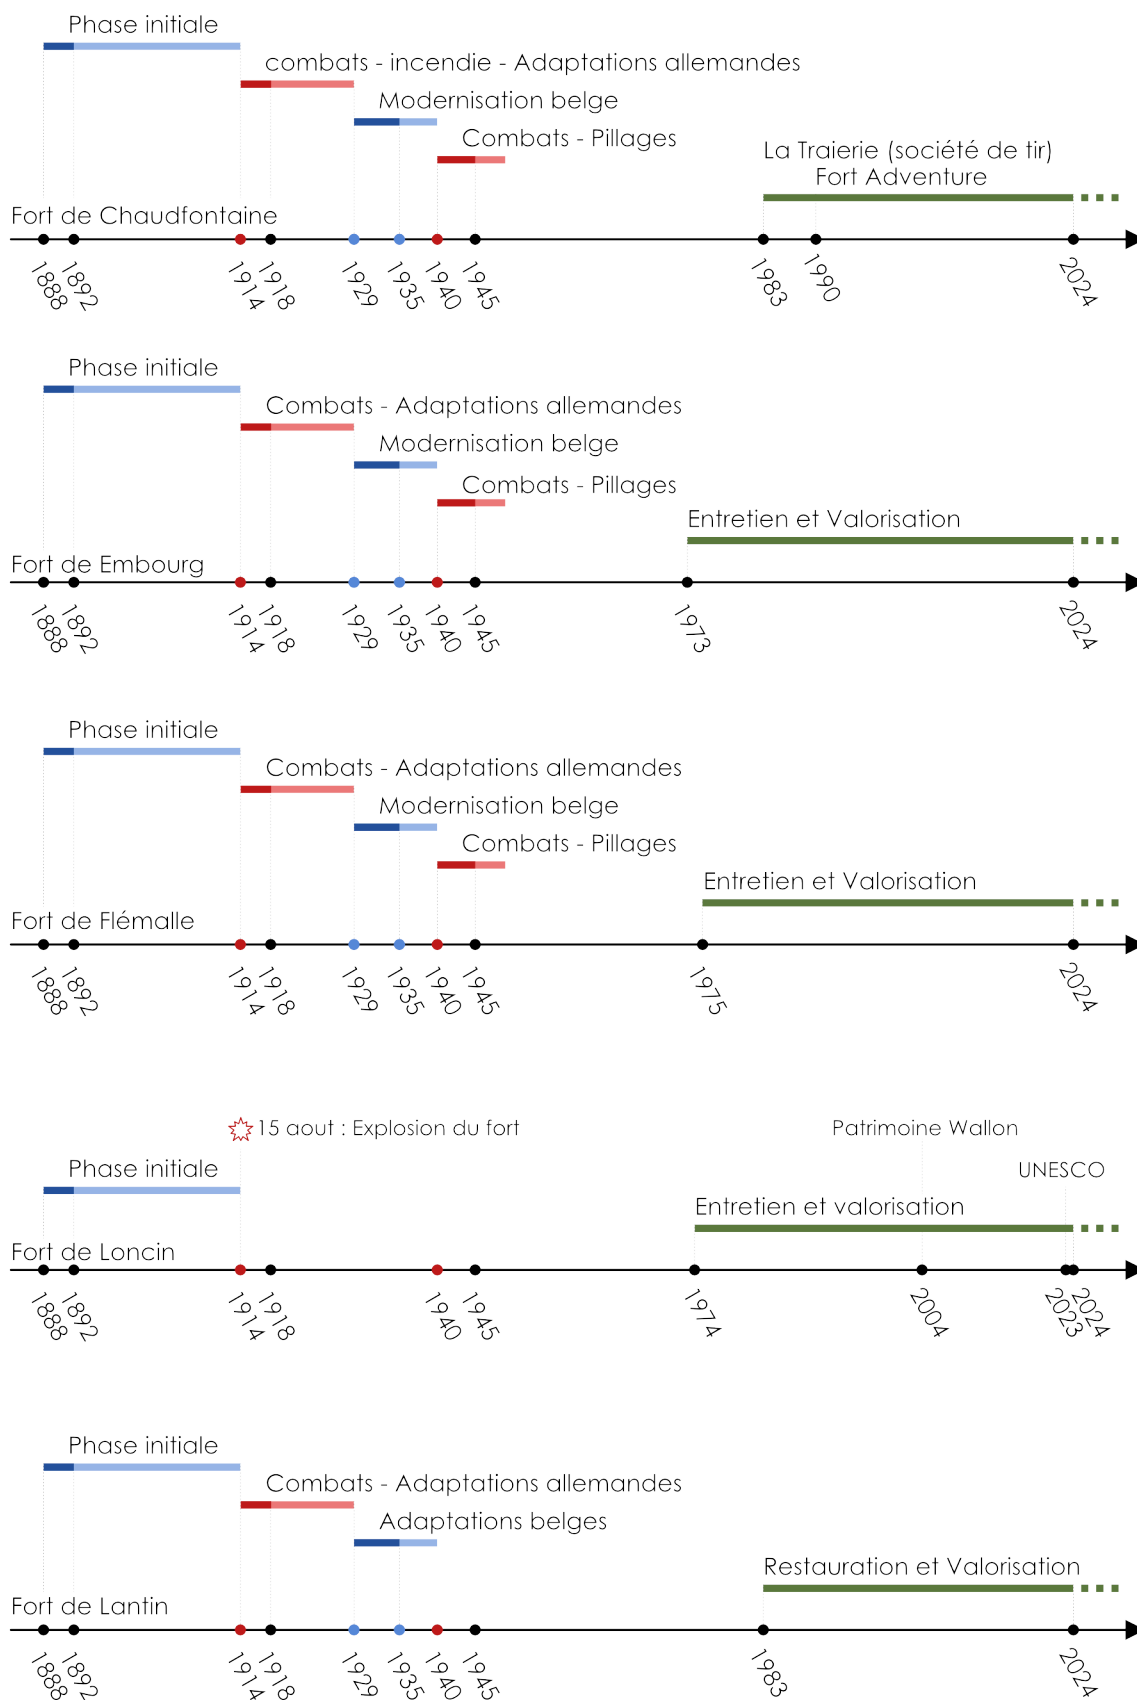 Phase initiale
combats - incendie - Adaptations allemandes
Modernisation belge
Combats - Pillages
La Traierie (société de tir)
Fort Adventure
Fort de Chaudfontaine
1888 1892 1914 1918 1929 1935 1940 1945 1983 1990 2024
Phase initiale
Combats - Adaptations allemandes
Modernisation belge
Combats - Pillages
Entretien et Valorisation
Fort de Embourg
1888 1892 1914 1918 1929 1935 1940 1945 1973 2024
Phase initiale
Combats - Adaptations allemandes
Modernisation belge
Combats - Pillages
Entretien et Valorisation
Fort de Flémalle
1888 1892 1914 1918 1929 1935 1940 1945 1975 2024
15 aout : Explosion du fort
Patrimoine Wallon
Phase initiale
UNESCO
Entretien et valorisation
Fort de Loncin
1888 1892 1914 1918 1940 1945 1974 2004 2023 2024
Phase initiale
Combats - Adaptations allemandes
Adaptations belges
Restauration et Valorisation
Fort de Lantin
1888 1892 1914 1918 1929 1935 1940 1945 1983 2024